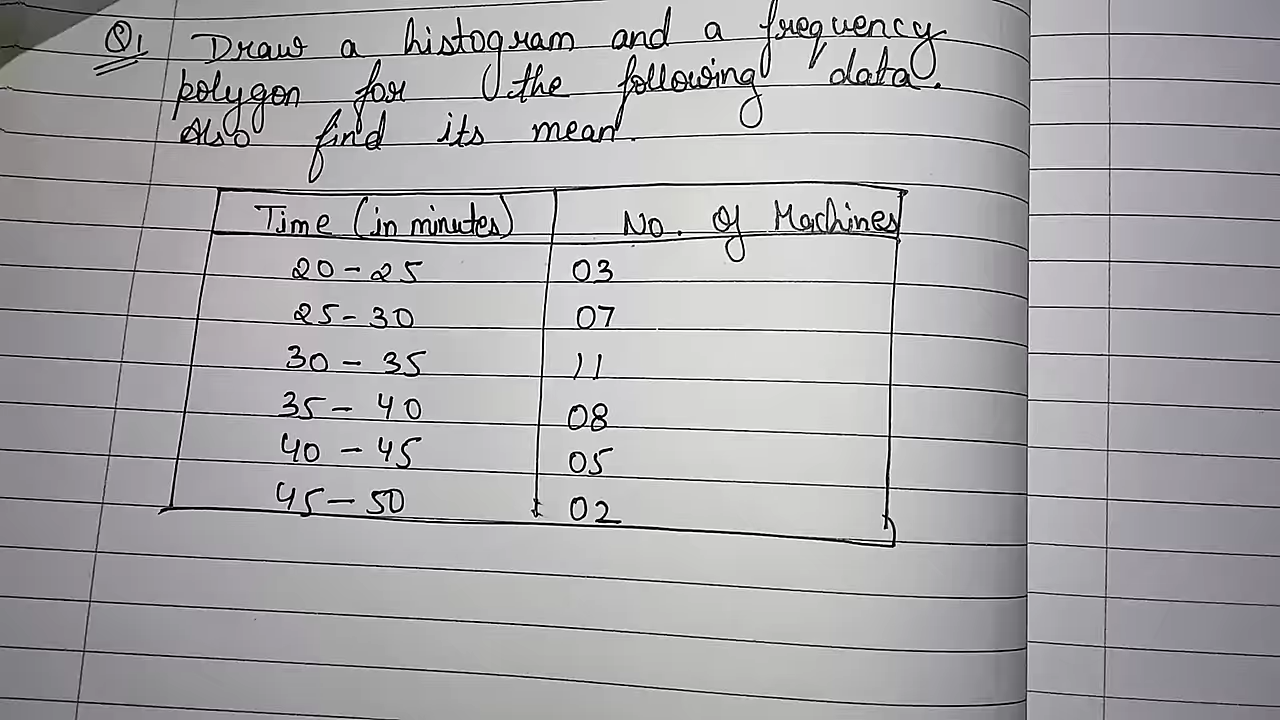 Q1 Draw a histogram and a frequency
polygon for the following data.
Also find its mean.
Time (in minutes) No. Of Machines
20-25 03
25-30 07
30-35 11
35-40 08
40-45 05
45-50 02